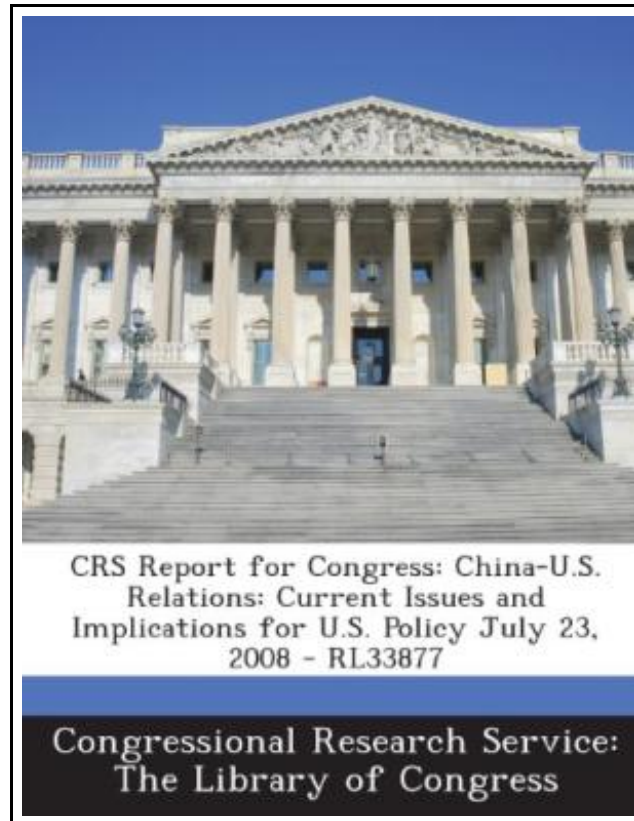 CRS Report for Congress: China-U.S.
Relations: Current Issues and
Implications for U.S. Policy July 23,
2008 - RL33877
Congressional Research Service:
The Library of Congress